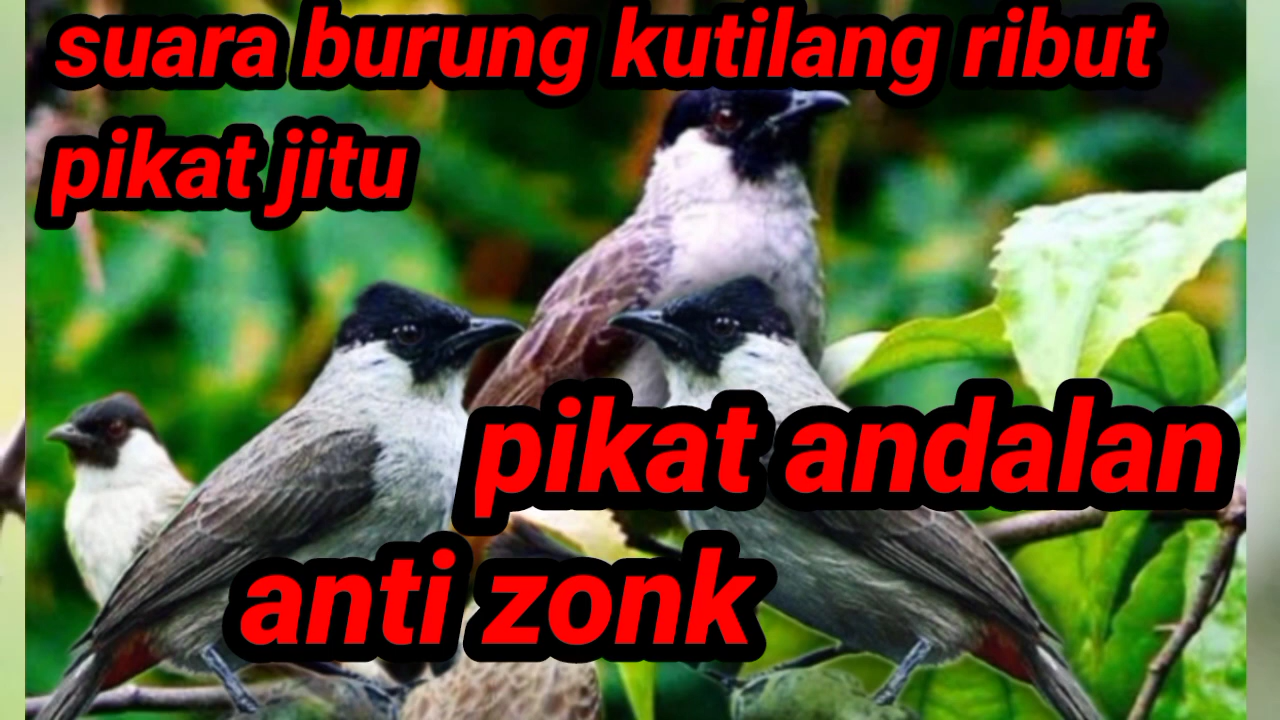 suara burung kutilang ribut
pikat jitu
pikat andalan
anti zonk